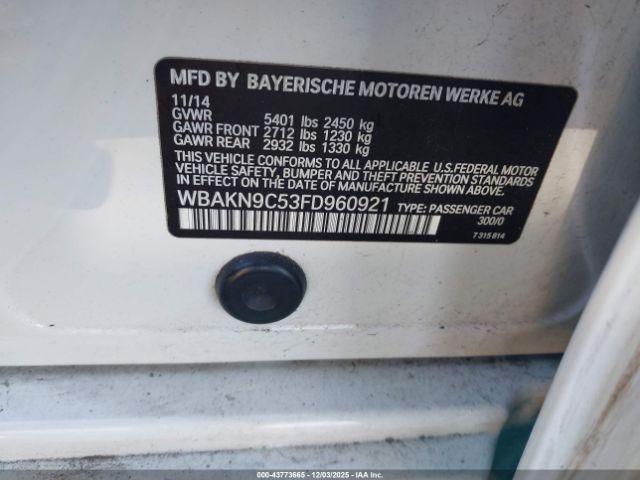 MFD BY BAYERISCHE MOTOREN WERKE AG
11/14
GVWR 5401 lbs 2450 kg
GAWR FRONT 2712 lbs 1230 kg
GAWR REAR 2932 lbs 1330 kg
THIS VEHICLE CONFORMS TO ALL APPLICABLE U.S.FEDERAL MOTOR
VEHICLE SAFETY, BUMPER AND THEFT PREVENTION STANDARDS
IN EFFECT ON THE DATE OF MANUFACTURE SHOWN ABOVE.
WBAKN9C53FD960921 TYPE: PASSENGER CAR
300/0
7315814
© -43773665 - 12/03/2025 - IAAI.COM